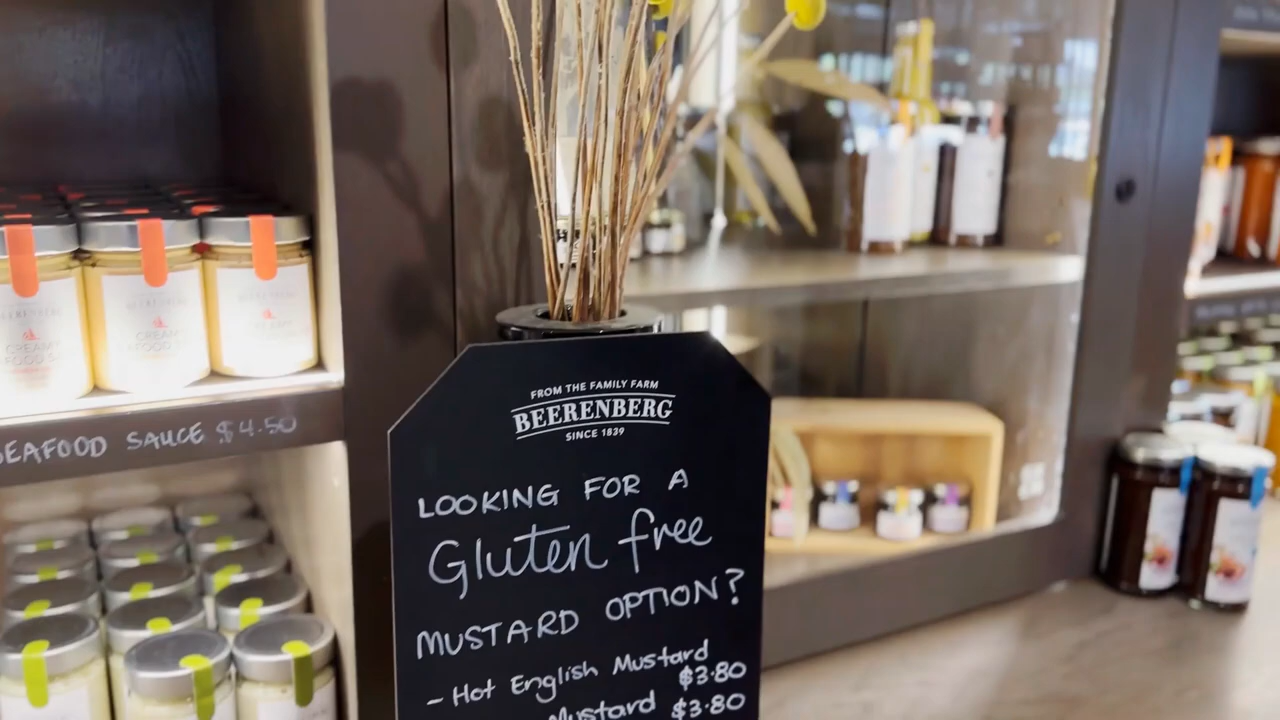 SEAFOOD SAUCE $4.50
FROM THE FAMILY FARM
BEERENBERG
SINCE 1839
LOOKING FOR A
Gluten free
MUSTARD OPTION?
- Hot English Mustard
$3.80
Mustard $3.80